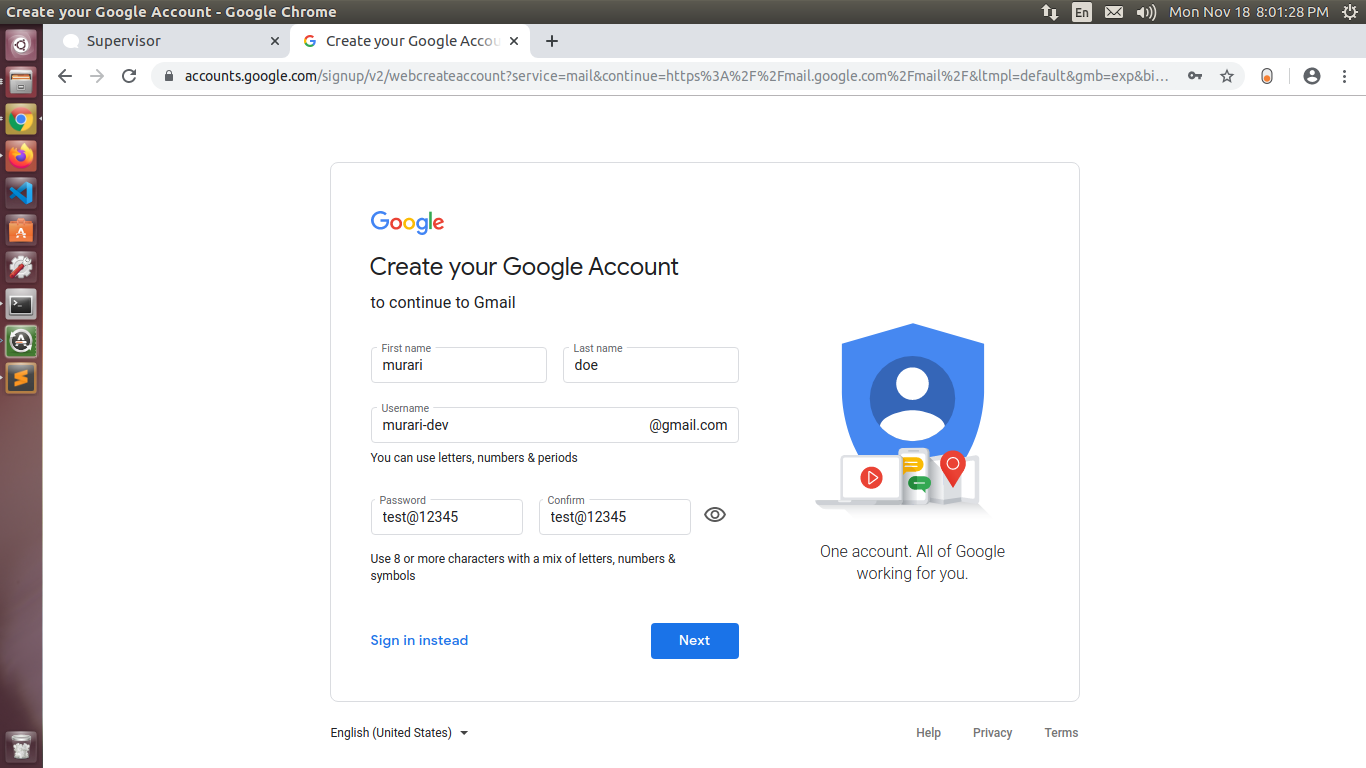 Create your Google Account - Google Chrome
En
Mon Nov 18 8:01:28 PM
Supervisor
Create your Google Accou
accounts.google.com/signup/v2/webcreateaccount?service=mail&continue=https%3A%2F%2Fmail.google.com%2Fmail%2F&ltmpl=default&gmb=exp&bi...
Google
Create your Google Account
to continue to Gmail
First name
murari
Last name
doe
Username
murari-dev
@gmail.com
You can use letters, numbers & periods
Password
test@12345
Confirm
test@12345
Use 8 or more characters with a mix of letters, numbers &
symbols
Sign in instead
Next
One account. All of Google
working for you.
English (United States)
Help
Privacy
Terms